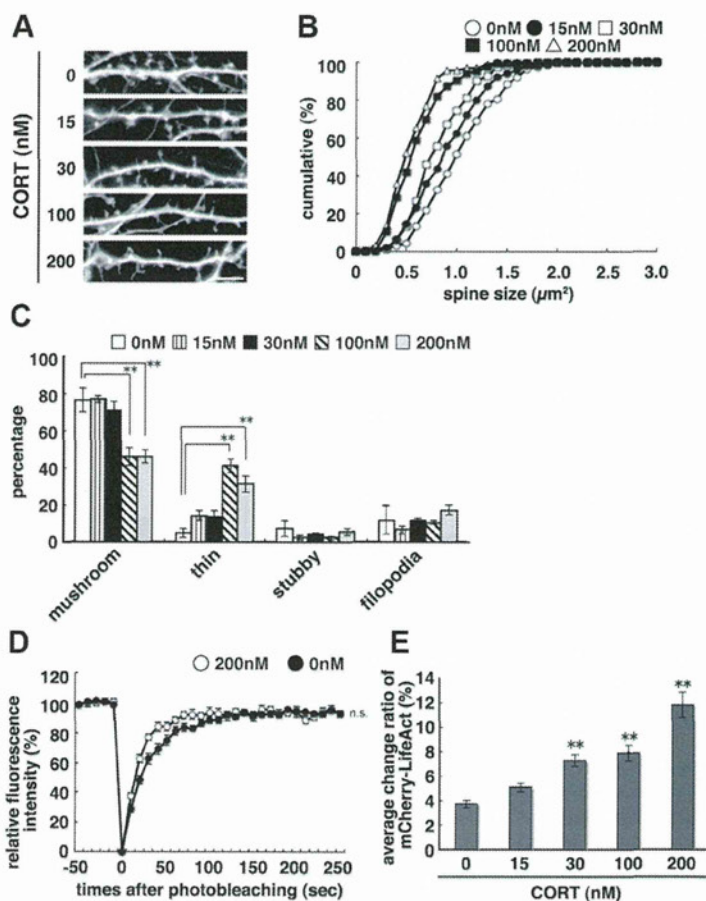 A
CORT (nM)
0
15
30
100
200
B
0nM 15nM 30nM
100nM 200nM
cumulative (%)
100
80
60
40
20
0
0 0.5 1.0 1.5 2.0 2.5 3.0
spine size (µm²)
C
0nM 15nM 30nM 100nM 200nM
percentage
100
80
60
40
20
0
** **
** **
mushroom thin stubby filopodia
D
200nM 0nM
relative fluorescence
intensity (%)
120
100
80
60
40
20
0
n.s.
-50 0 50 100 150 200 250
times after photobleaching (sec)
E
average change ratio of
mCherry-LifeAct (%)
14
12
10
8
6
4
2
0
** ** **
0 15 30 100 200
CORT (nM)